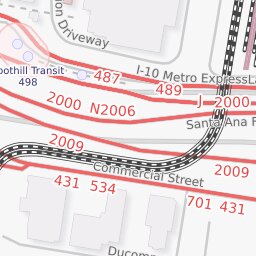 on Driveway
I-10 Metro ExpressLa
oothill Transit
498
487
489
J
2000
2000 N2006
Santa Ana F
2009
2009
Commercial Street
431 534
701 431
Ducom